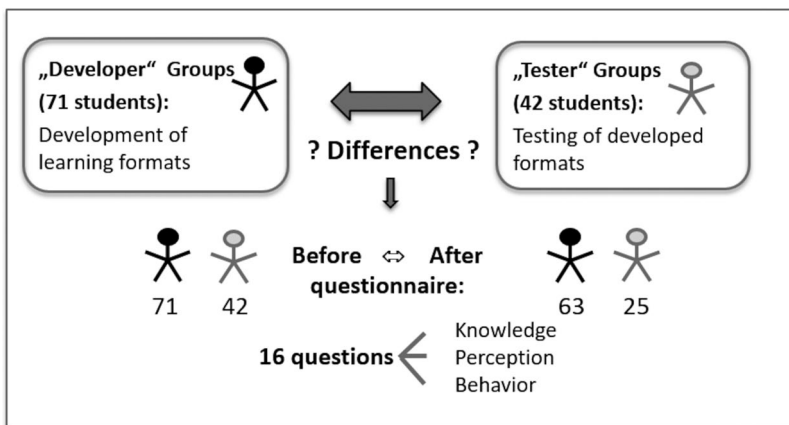 „Developer“ Groups
(71 students):
Development of
learning formats
„Tester“ Groups
(42 students):
Testing of developed
formats
? Differences ?
Before ⇔ After
questionnaire:
71 42
63 25
16 questions
Knowledge
Perception
Behavior